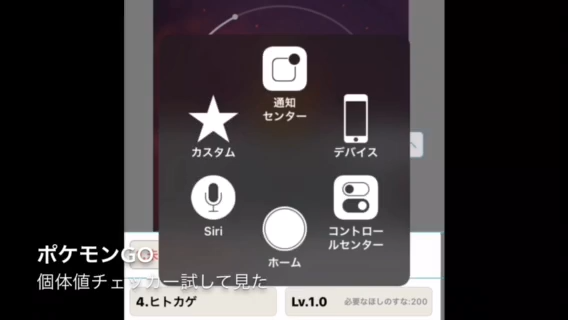 通知
センター
カスタム
デバイス
Siri
コントロー
ルセンター
ホーム
ポケモンGO
個体値チェッカー試して見た
4.ヒトカゲ
Lv.1.0
必要なほしのすな:200